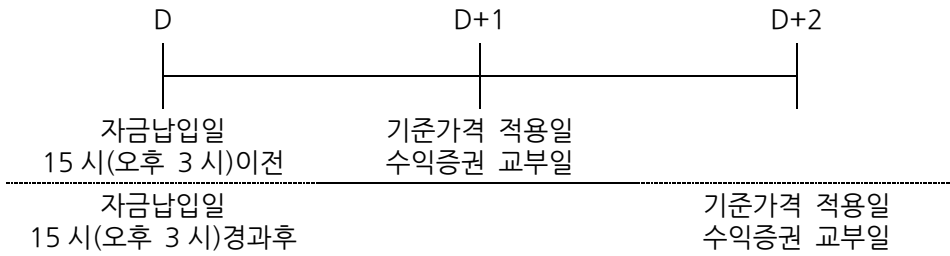 D D+1 D+2
자금납입일 기준가격 적용일
15 시(오후 3 시)이전 수익증권 교부일
자금납입일 기준가격 적용일
15 시(오후 3 시)경과후 수익증권 교부일